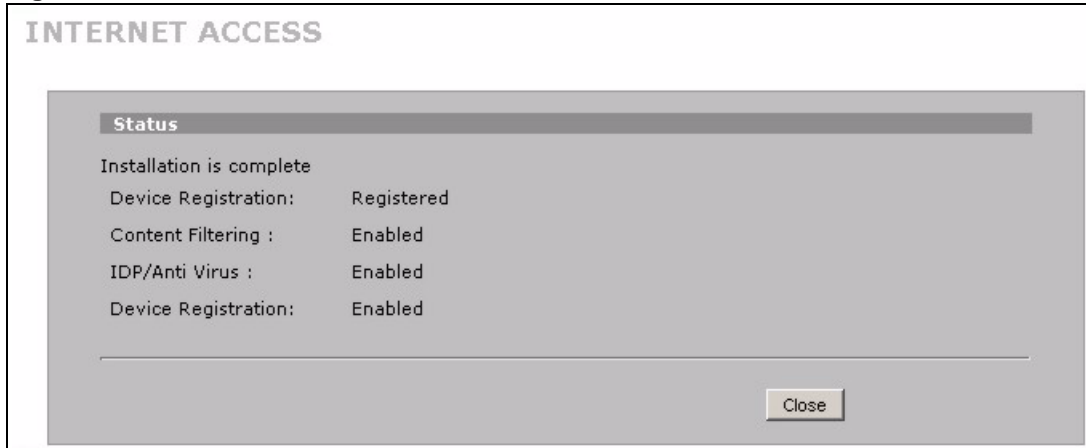 INTERNET ACCESS
Status
Installation is complete
Device Registration: Registered
Content Filtering : Enabled
IDP/Anti Virus : Enabled
Device Registration: Enabled
Close